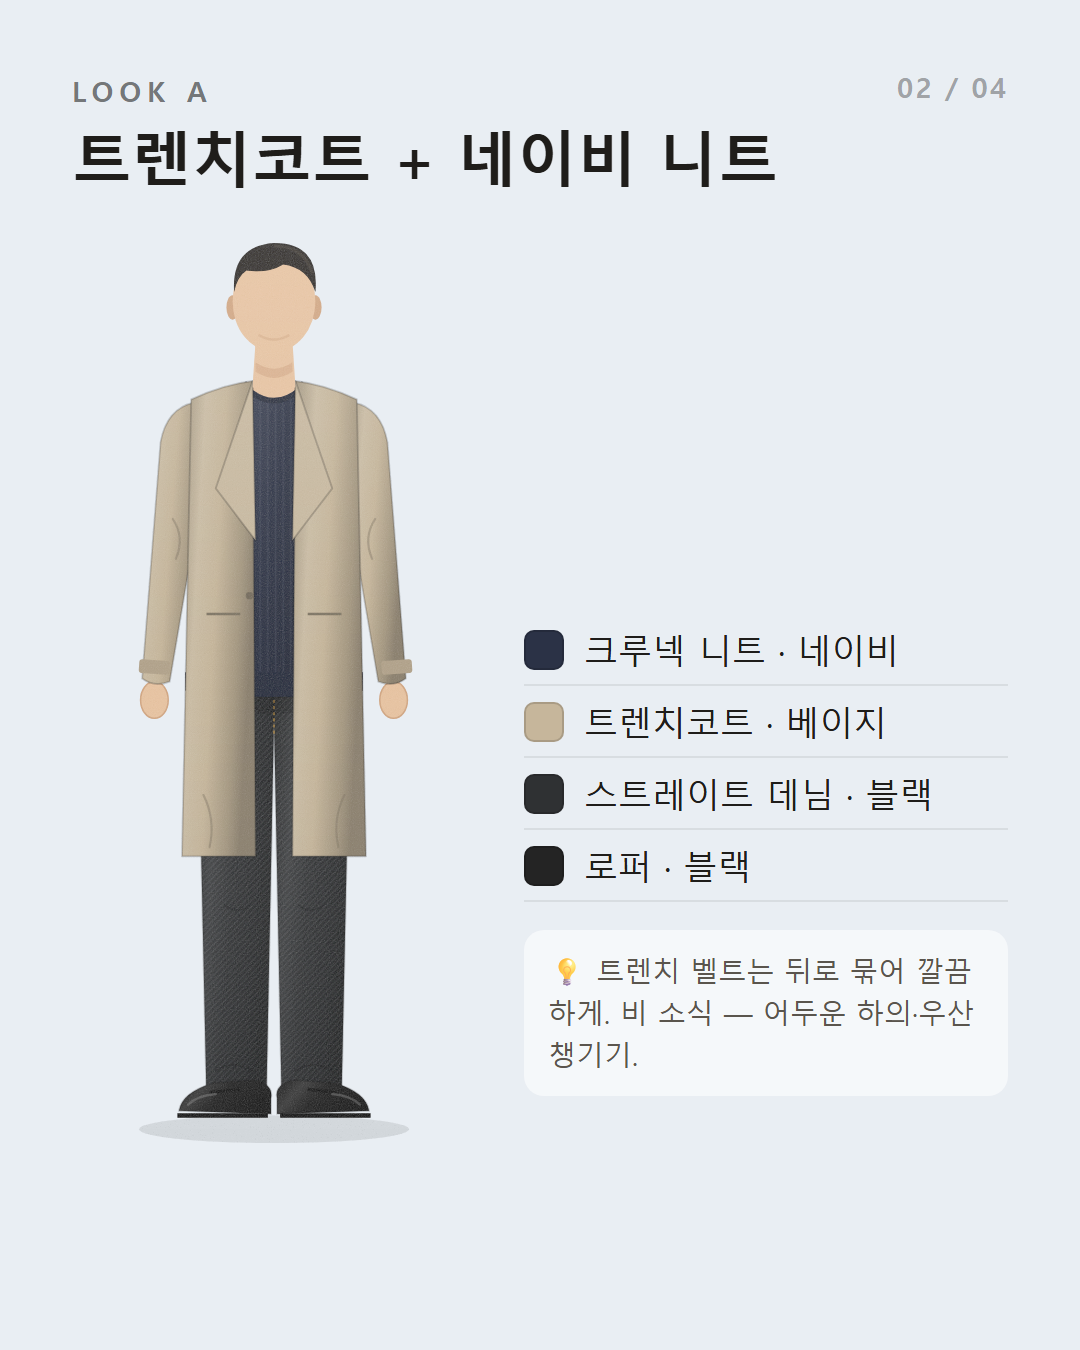 LOOK A
02 / 04
트렌치코트 + 네이비 니트
크루넥 니트 · 네이비
트렌치코트 · 베이지
스트레이트 데님 · 블랙
로퍼 · 블랙
💡 트렌치 벨트는 뒤로 묶어 깔끔
하게. 비 소식 — 어두운 하의·우산
챙기기.